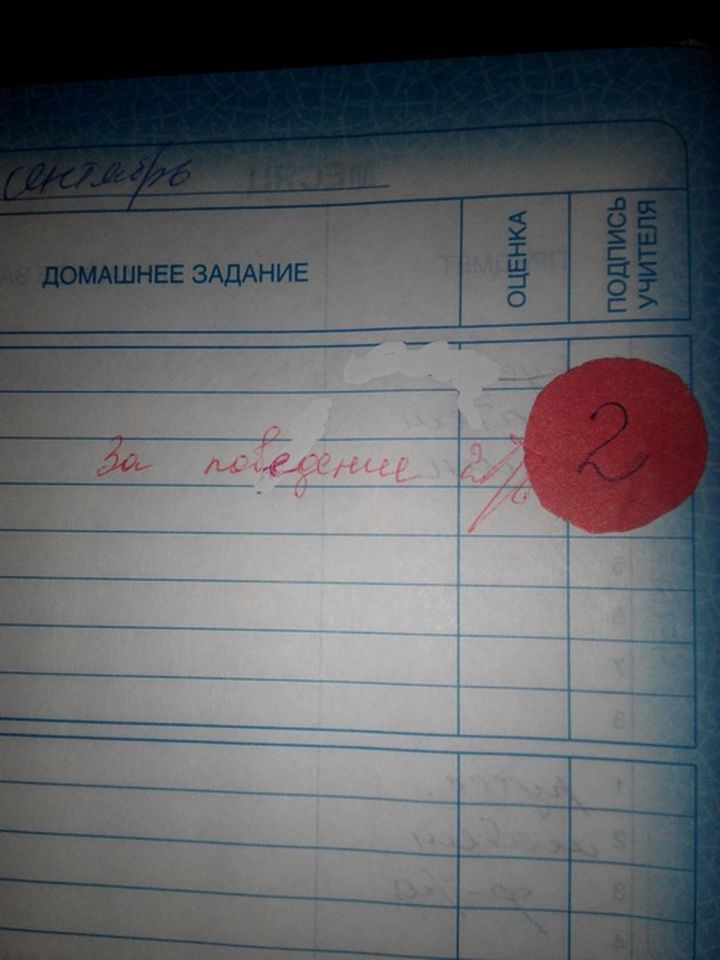 сентябрь
ДОМАШНЕЕ ЗАДАНИЕ
ОЦЕНКА
ПОДПИСЬ
УЧИТЕЛЯ
За поведение 2
2